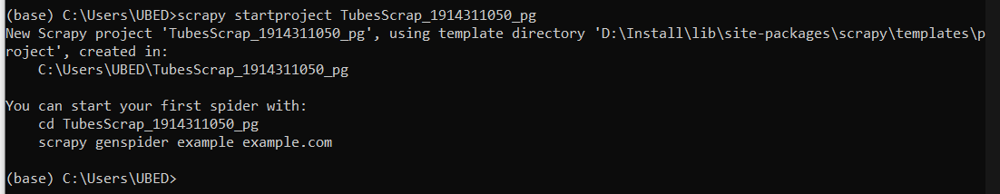 (base) C:\Users\UBED>scrapy startproject TubesScrap_1914311050_pg
New Scrapy project 'TubesScrap_1914311050_pg', using template directory 'D:\Install\lib\site-packages\scrapy\templates\p
roject', created in:
    C:\Users\UBED\TubesScrap_1914311050_pg

You can start your first spider with:
    cd TubesScrap_1914311050_pg
    scrapy genspider example example.com

(base) C:\Users\UBED>